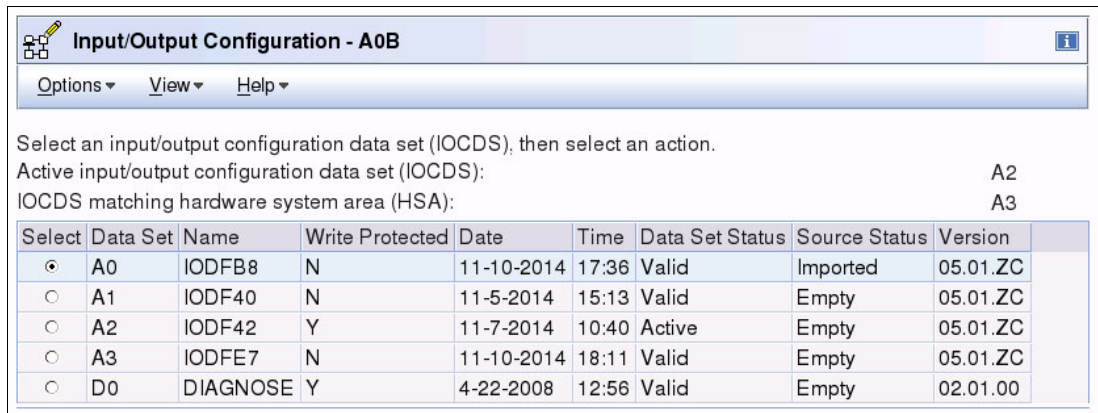 Input/Output Configuration - A0B
i
Options View Help
Select an input/output configuration data set (IOCDS), then select an action.
Active input/output configuration data set (IOCDS): A2
IOCDS matching hardware system area (HSA): A3
Select Data Set Name Write Protected Date Time Data Set Status Source Status Version
A0 IODFB8 N 11-10-2014 17:36 Valid Imported 05.01.ZC
A1 IODF40 N 11-5-2014 15:13 Valid Empty 05.01.ZC
A2 IODF42 Y 11-7-2014 10:40 Active Empty 05.01.ZC
A3 IODFE7 N 11-10-2014 18:11 Valid Empty 05.01.ZC
D0 DIAGNOSE Y 4-22-2008 12:56 Valid Empty 02.01.00